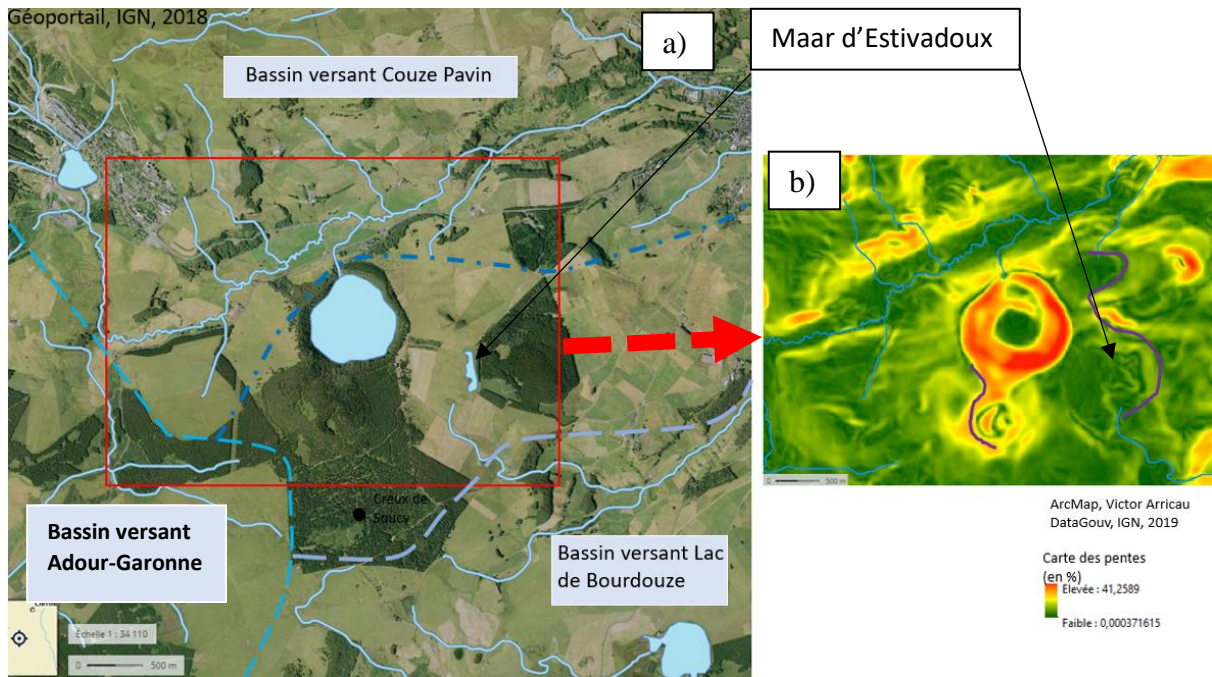 Géoportail, IGN, 2018
a)
Maar d’Estivadoux
Bassin versant Couze Pavin
b)
Creux de
Soucy
Bassin versant
Adour-Garonne
Bassin versant Lac
de Bourdouze
Échelle 1 : 34 110
0 500 m
0 500 m
ArcMap, Victor Arricau
DataGouv, IGN, 2019
Carte des pentes
(en %)
Elevée : 41,2589
Faible : 0,000371615